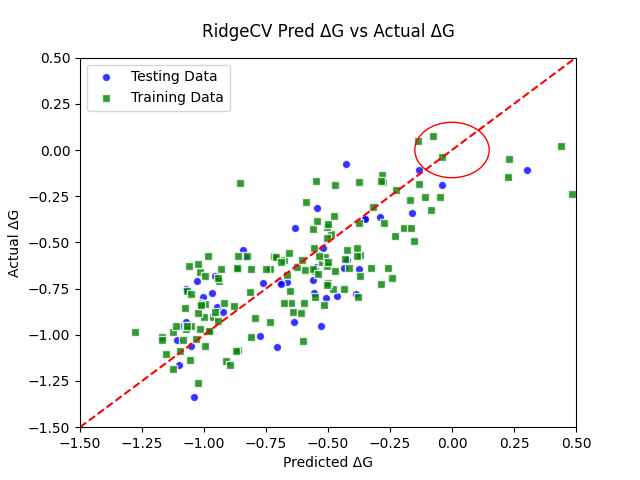 RidgeCV Pred ΔG vs Actual ΔG
Testing Data
Training Data
0.50
0.25
0.00
−0.25
−0.50
−0.75
−1.00
−1.25
−1.50
Actual ΔG
−1.50 −1.25 −1.00 −0.75 −0.50 −0.25 0.00 0.25 0.50
Predicted ΔG